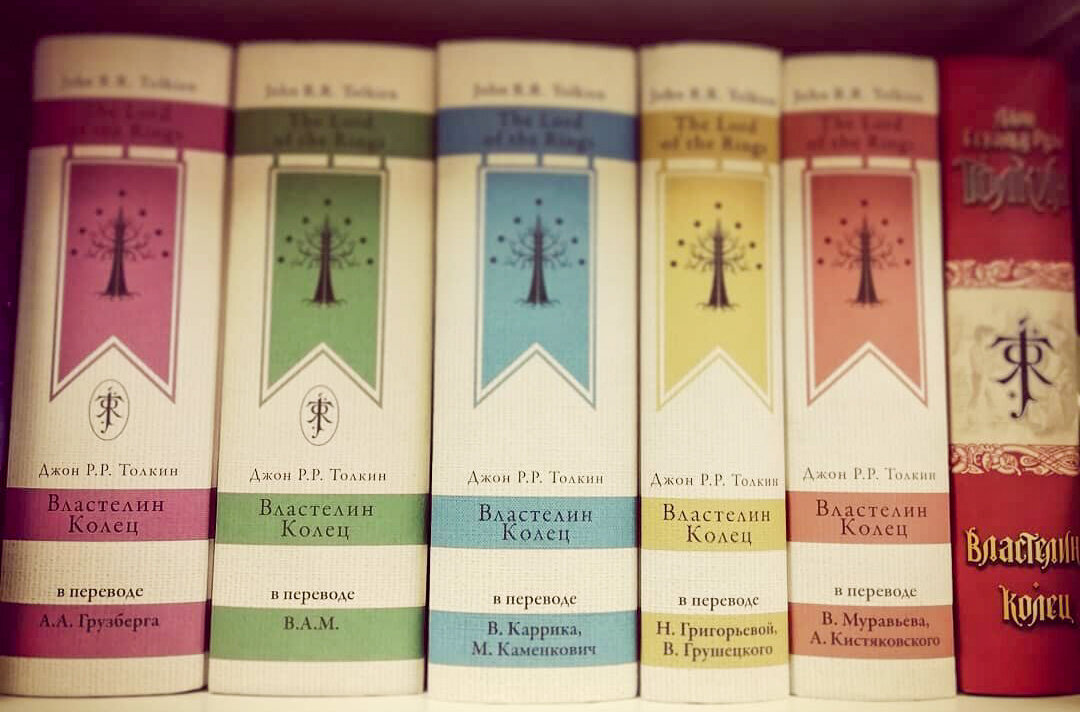 John R.R. Tolkien
The Lord
of the Rings
Джон Р.Р. Толкин
Властелин
Колец
в переводе
А.А. Грузберга
John R.R. Tolkien
The Lord
of the Rings
Джон Р.Р. Толкин
Властелин
Колец
в переводе
В.А.М.
John R.R. Tolkien
The Lord
of the Rings
Джон Р.Р. Толкин
Властелин
Колец
в переводе
В. Каррика,
М. Каменкович
John R.R. Tolkien
The Lord
of the Rings
Джон Р.Р. Толкин
Властелин
Колец
в переводе
Н. Григорьевой,
В. Грушецкого
John R.R. Tolkien
The Lord
of the Rings
Джон Р.Р. Толкин
Властелин
Колец
в переводе
В. Муравьева,
А. Кистяковского
Джон
Толкин
Властелин
колец